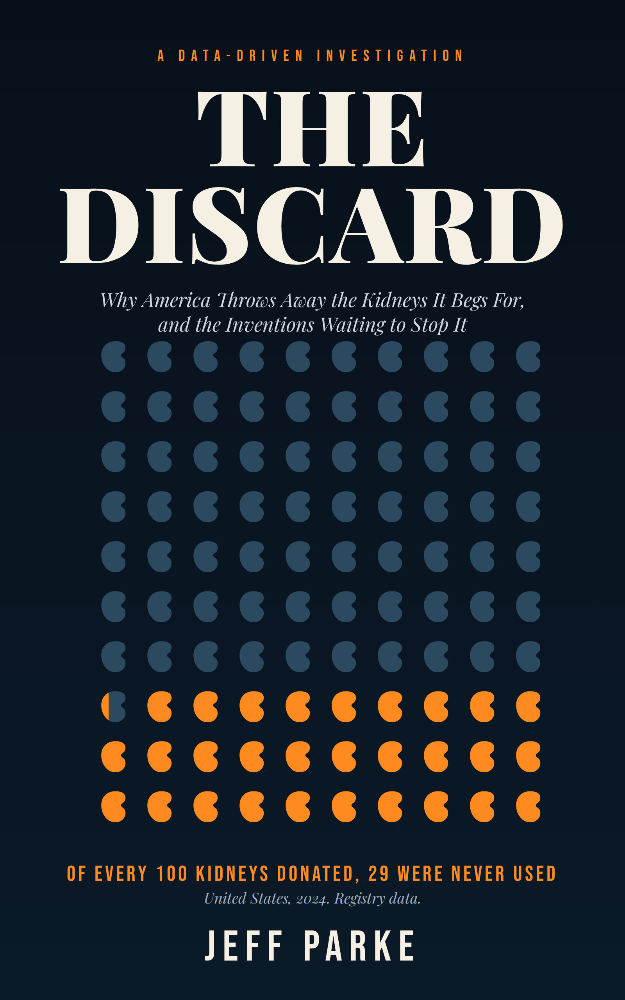 A DATA-DRIVEN INVESTIGATION
THE
DISCARD
Why America Throws Away the Kidneys It Begs For,
and the Inventions Waiting to Stop It
OF EVERY 100 KIDNEYS DONATED, 29 WERE NEVER USED
United States, 2024. Registry data.
JEFF PARKE